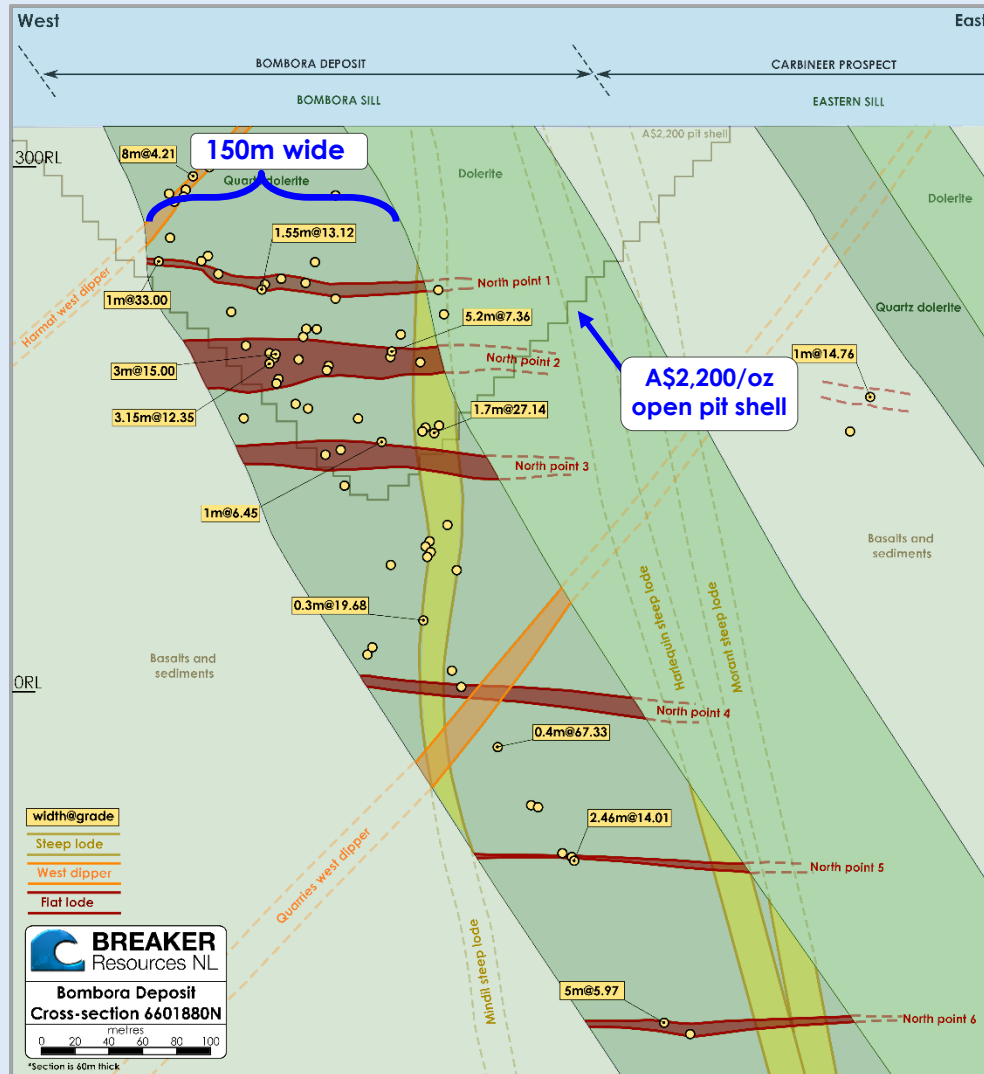 West
East
BOMBORA DEPOSIT
CARBINEER PROSPECT
BOMBORA SILL
EASTERN SILL
A$2,200 pit shell
300RL
8m@4.21
150m wide
Quartz dolerite
Dolerite
Dolerite
1.55m@13.12
North point 1
1m@33.00
Harmat west dipper
5.2m@7.36
Quartz dolerite
North point 2
1m@14.76
3m@15.00
A$2,200/oz
open pit shell
3.15m@12.35
1.7m@27.14
North point 3
1m@6.45
Basalts and
sediments
0.3m@19.68
Harlequin steep lode
Morant steep lode
Basalts and
sediments
0RL
North point 4
0.4m@67.33
2.46m@14.01
width@grade
Steep lode
West dipper
Flat lode
Quarries west dipper
North point 5
Mindil steep lode
BREAKER
Resources NL
Bombora Deposit
Cross-section 6601880N
metres
0 20 40 60 80 100
*Section is 60m thick
5m@5.97
North point 6